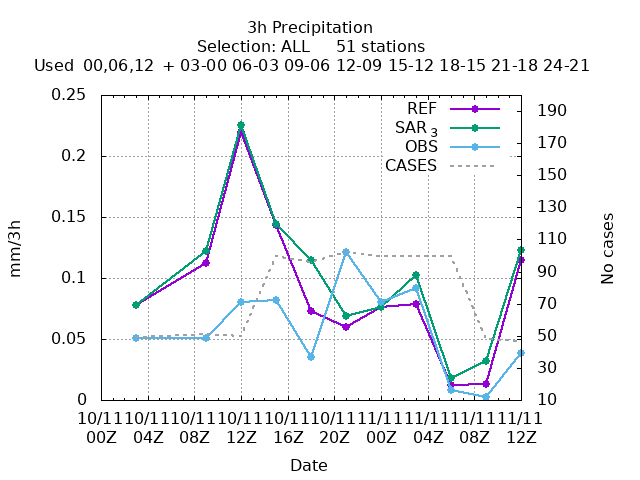 3h Precipitation
Selection: ALL 51 stations
Used 00,06,12 + 03-00 06-03 09-06 12-09 15-12 18-15 21-18 24-21
0.25
0.2
0.15
0.1
0.05
0
mm/3h
REF
SAR 3
OBS
CASES
190
170
150
130
110
90
70
50
30
10
No cases
10/11 10/11 10/11 10/11 10/11 10/11 11/11 11/11 11/11 11/11
00Z 04Z 08Z 12Z 16Z 20Z 00Z 04Z 08Z 12Z
Date